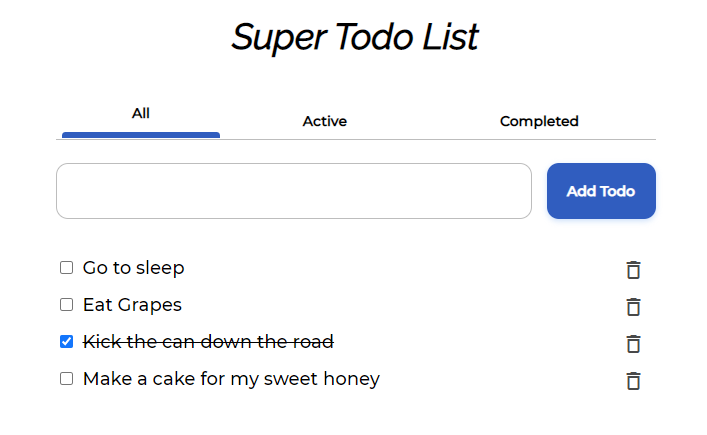 Super Todo List
All Active Completed
Add Todo
Go to sleep
Eat Grapes
Kick the can down the road
Make a cake for my sweet honey